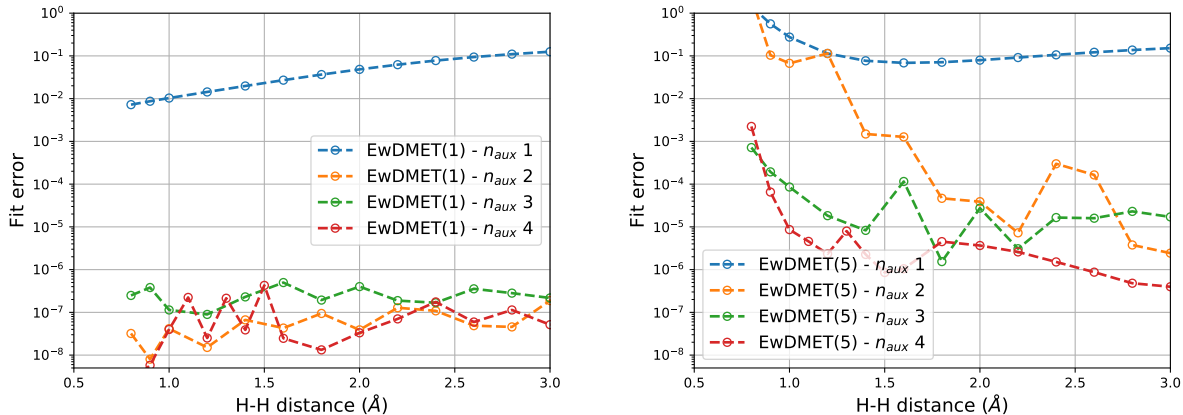 10⁰
10⁻¹
10⁻²
10⁻³
10⁻⁴
10⁻⁵
10⁻⁶
10⁻⁷
10⁻⁸
Fit error
EwDMET(1) - n_aux 1
EwDMET(1) - n_aux 2
EwDMET(1) - n_aux 3
EwDMET(1) - n_aux 4
0.5 1.0 1.5 2.0 2.5 3.0
H-H distance (Å)
10⁰
10⁻¹
10⁻²
10⁻³
10⁻⁴
10⁻⁵
10⁻⁶
10⁻⁷
10⁻⁸
Fit error
EwDMET(5) - n_aux 1
EwDMET(5) - n_aux 2
EwDMET(5) - n_aux 3
EwDMET(5) - n_aux 4
0.5 1.0 1.5 2.0 2.5 3.0
H-H distance (Å)